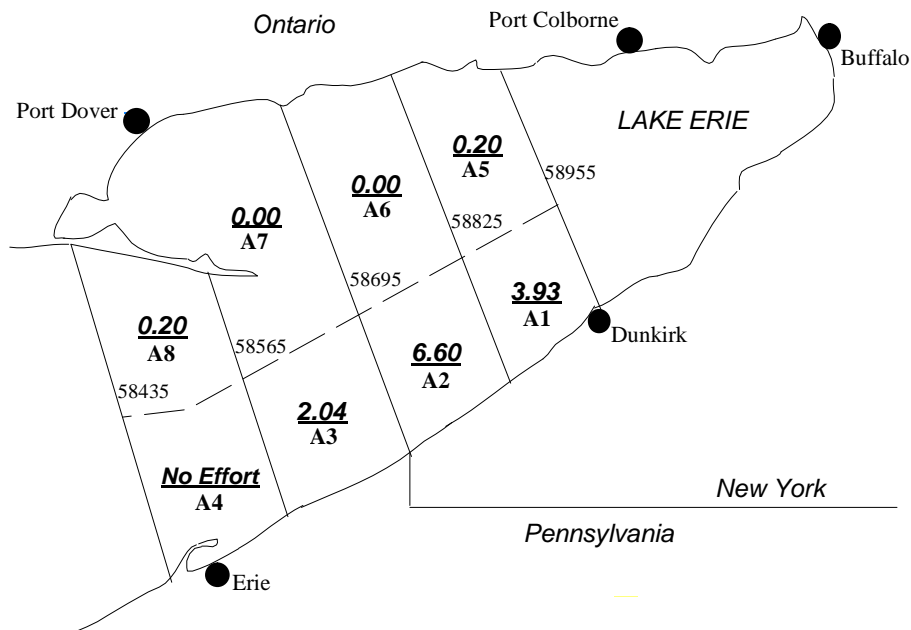 Ontario
Port Colborne
Buffalo
Port Dover
LAKE ERIE
0.20
A5
58955
0.00
A6
0.00
A7
58825
58695
3.93
A1
0.20
A8
58565
Dunkirk
6.60
A2
58435
2.04
A3
No Effort
A4
New York
Pennsylvania
Erie